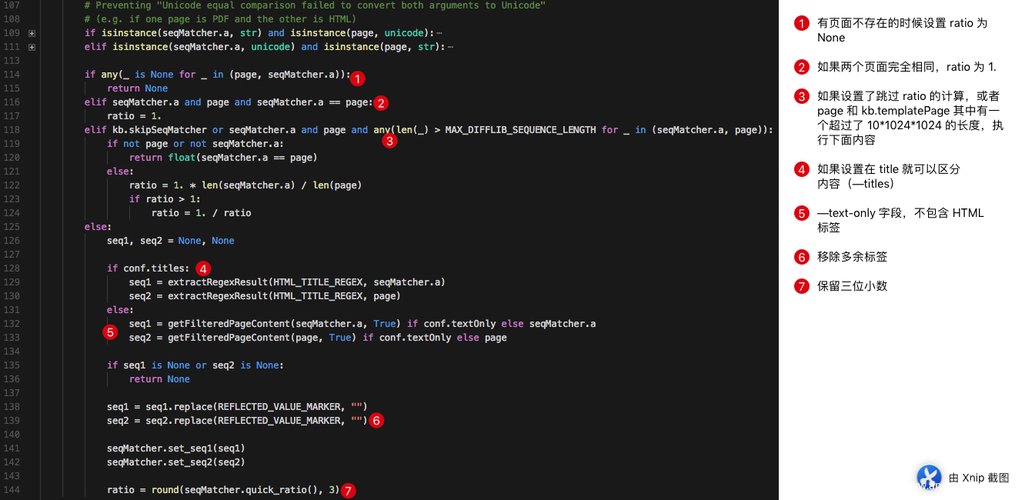 107 # Preventing "Unicode equal comparison failed to convert both arguments to Unicode"
108 # (e.g. if one page is PDF and the other is HTML)
109 if isinstance(seqMatcher.a, str) and isinstance(page, unicode):⋯
111 elif isinstance(seqMatcher.a, unicode) and isinstance(page, str):⋯
113
114 if any(_ is None for _ in (page, seqMatcher.a)): 1
115 return None
116 elif seqMatcher.a and page and seqMatcher.a == page: 2
117 ratio = 1.
118 elif kb.skipSeqMatcher or seqMatcher.a and page and any(len(_) > MAX_DIFFLIB_SEQUENCE_LENGTH for _ in (seqMatcher.a, page)):
3
119 if not page or not seqMatcher.a:
120 return float(seqMatcher.a == page)
121 else:
122 ratio = 1. * len(seqMatcher.a) / len(page)
123 if ratio > 1:
124 ratio = 1. / ratio
125 else:
126 seq1, seq2 = None, None
127
128 if conf.titles: 4
129 seq1 = extractRegexResult(HTML_TITLE_REGEX, seqMatcher.a)
130 seq2 = extractRegexResult(HTML_TITLE_REGEX, page)
131 else:
5
132 seq1 = getFilteredPageContent(seqMatcher.a, True) if conf.textOnly else seqMatcher.a
133 seq2 = getFilteredPageContent(page, True) if conf.textOnly else page
134
135 if seq1 is None or seq2 is None:
136 return None
137
138 seq1 = seq1.replace(REFLECTED_VALUE_MARKER, "")
139 seq2 = seq2.replace(REFLECTED_VALUE_MARKER, "") 6
140
141 seqMatcher.set_seq1(seq1)
142 seqMatcher.set_seq2(seq2)
143
144 ratio = round(seqMatcher.quick_ratio(), 3) 7
1 有页面不存在的时候设置 ratio 为
None
2 如果两个页面完全相同，ratio 为 1.
3 如果设置了跳过 ratio 的计算，或者
page 和 kb.templatePage 其中有一
个超过了 10*1024*1024 的长度，执
行下面内容
4 如果设置在 title 就可以区分
内容（—titles）
5 —text-only 字段，不包含 HTML
标签
6 移除多余标签
7 保留三位小数
由 Xnip 截图